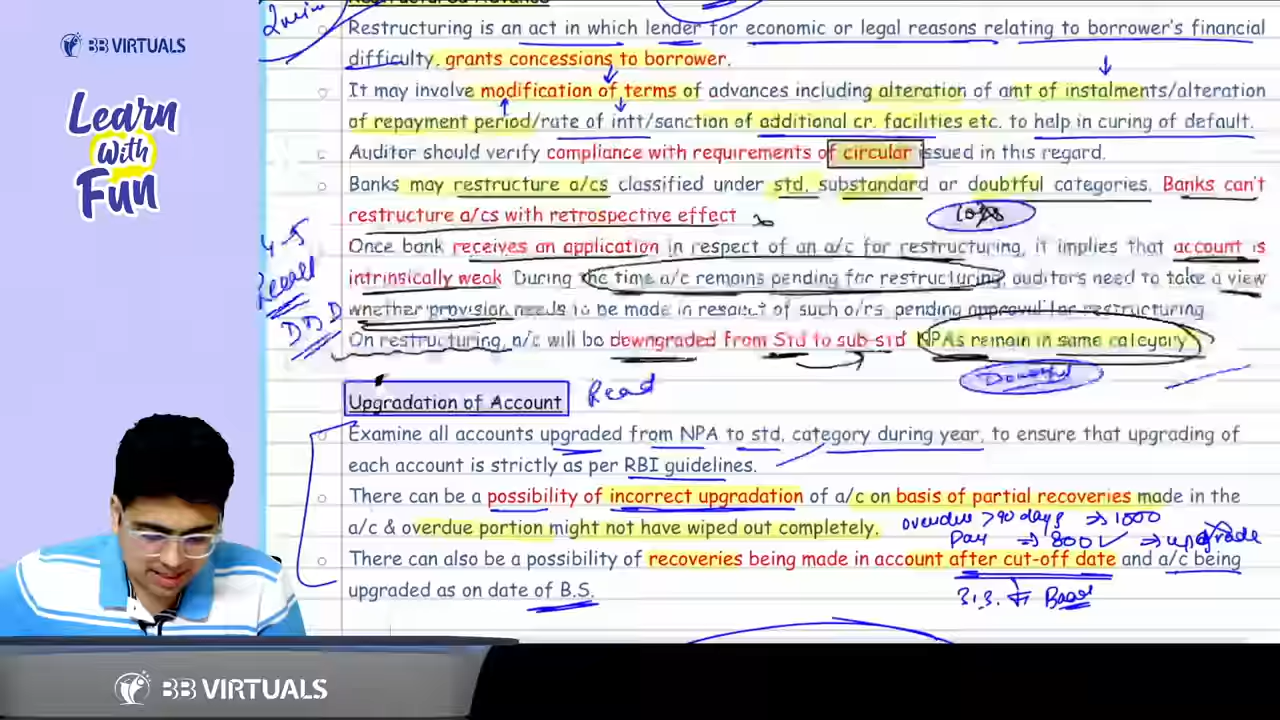 Restructured Advance
2 min
Restructuring is an act in which lender for economic or legal reasons relating to borrower's financial
difficulty, grants concessions to borrower.
It may involve modification of terms of advances including alteration of amt of instalments/alteration
of repayment period/rate of intt/sanction of additional cr. facilities etc. to help in curing of default.
Auditor should verify compliance with requirements of circular issued in this regard.
Banks may restructure a/cs classified under std, substandard or doubtful categories. Banks can't
restructure a/cs with retrospective effect
loss
Once bank receives an application in respect of an a/c for restructuring, it implies that account is
intrinsically weak During the time a/c remains pending for restructuring, auditors need to take a view
whether provision needs to be made in respect of such a/cs, pending approval for restructuring
On restructuring, a/c will be downgraded from Std to sub-std NPAs remain in same category
4-5
Read
DDD
Doubtful
Upgradation of Account
Read
Examine all accounts upgraded from NPA to std. category during year, to ensure that upgrading of
each account is strictly as per RBI guidelines.
There can be a possibility of incorrect upgradation of a/c on basis of partial recoveries made in the
a/c & overdue portion might not have wiped out completely.
overdue >90 days ⇒ 1000
Pay ⇒ 800 ✓ ⇒ upgrade
There can also be a possibility of recoveries being made in account after cut-off date and a/c being
upgraded as on date of B.S.
31.3.
BB VIRTUALS
Learn
with
Fun
BB VIRTUALS